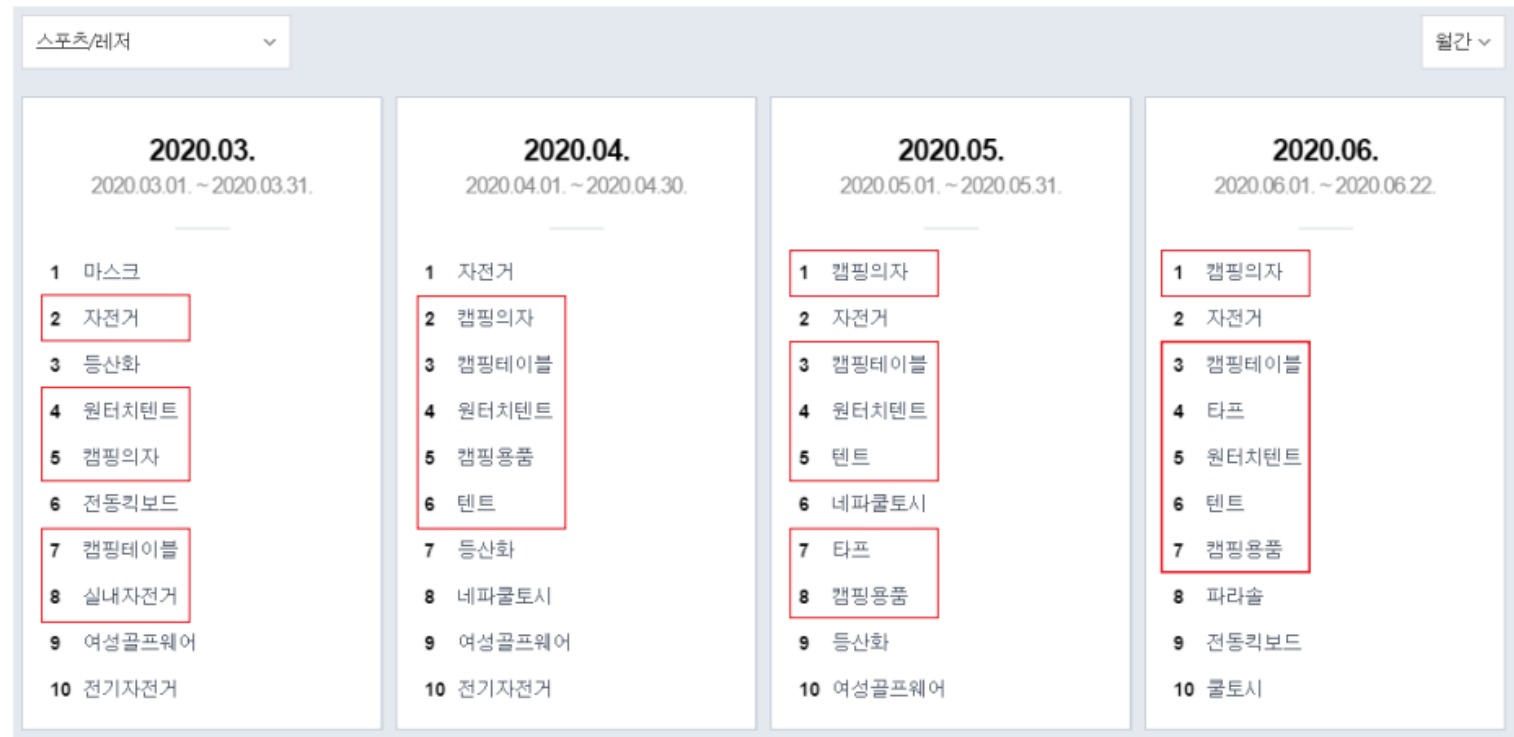 스포츠/레저
월간
2020.03.
2020.03.01. ~ 2020.03.31.
1 마스크
2 자전거
3 등산화
4 원터치텐트
5 캠핑의자
6 전동킥보드
7 캠핑테이블
8 실내자전거
9 여성골프웨어
10 전기자전거
2020.04.
2020.04.01. ~ 2020.04.30.
1 자전거
2 캠핑의자
3 캠핑테이블
4 원터치텐트
5 캠핑용품
6 텐트
7 등산화
8 네파쿨토시
9 여성골프웨어
10 전기자전거
2020.05.
2020.05.01. ~ 2020.05.31.
1 캠핑의자
2 자전거
3 캠핑테이블
4 원터치텐트
5 텐트
6 네파쿨토시
7 타프
8 캠핑용품
9 등산화
10 여성골프웨어
2020.06.
2020.06.01. ~ 2020.06.22.
1 캠핑의자
2 자전거
3 캠핑테이블
4 타프
5 원터치텐트
6 텐트
7 캠핑용품
8 파라솔
9 전동킥보드
10 쿨토시